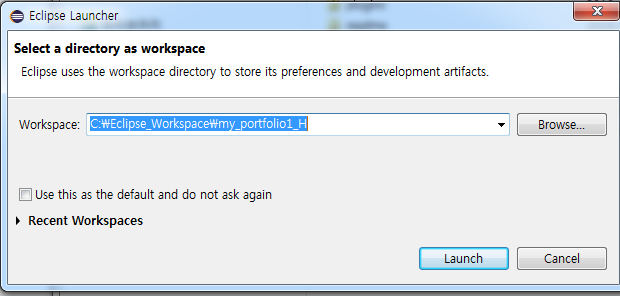 Eclipse Launcher
Select a directory as workspace
Eclipse uses the workspace directory to store its preferences and development artifacts.
Workspace: C:₩Eclipse_Workspace₩my_portfolio1_H Browse...
Use this as the default and do not ask again
Recent Workspaces
Launch Cancel